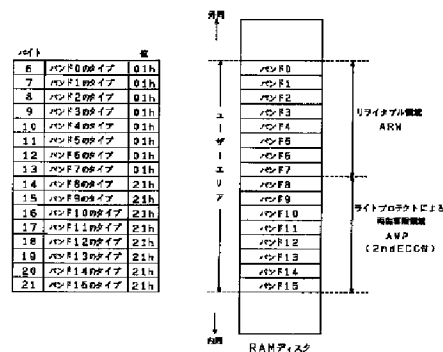 バイト 値
6 バンド0のタイプ 01h
7 バンド1のタイプ 01h
8 バンド2のタイプ 01h
9 バンド3のタイプ 01h
10 バンド4のタイプ 01h
11 バンド5のタイプ 01h
12 バンド6のタイプ 01h
13 バンド7のタイプ 01h
14 バンド8のタイプ 21h
15 バンド9のタイプ 21h
16 バンド10のタイプ 21h
17 バンド11のタイプ 21h
18 バンド12のタイプ 21h
19 バンド13のタイプ 21h
20 バンド14のタイプ 21h
21 バンド15のタイプ 21h
外周
ユーザーエリア
内周
バンド0
バンド1
バンド2
バンド3
バンド4
バンド5
バンド6
バンド7
バンド8
バンド9
バンド10
バンド11
バンド12
バンド13
バンド14
バンド15
RAMディスク
リライタブル領域
ARW
ライトプロテクトによる
再生専用領域
AWP
(2ndECC付)